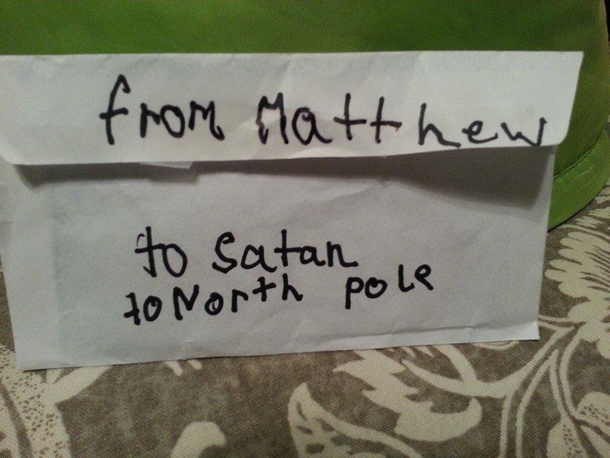 from Matthew
to Satan
to North pole